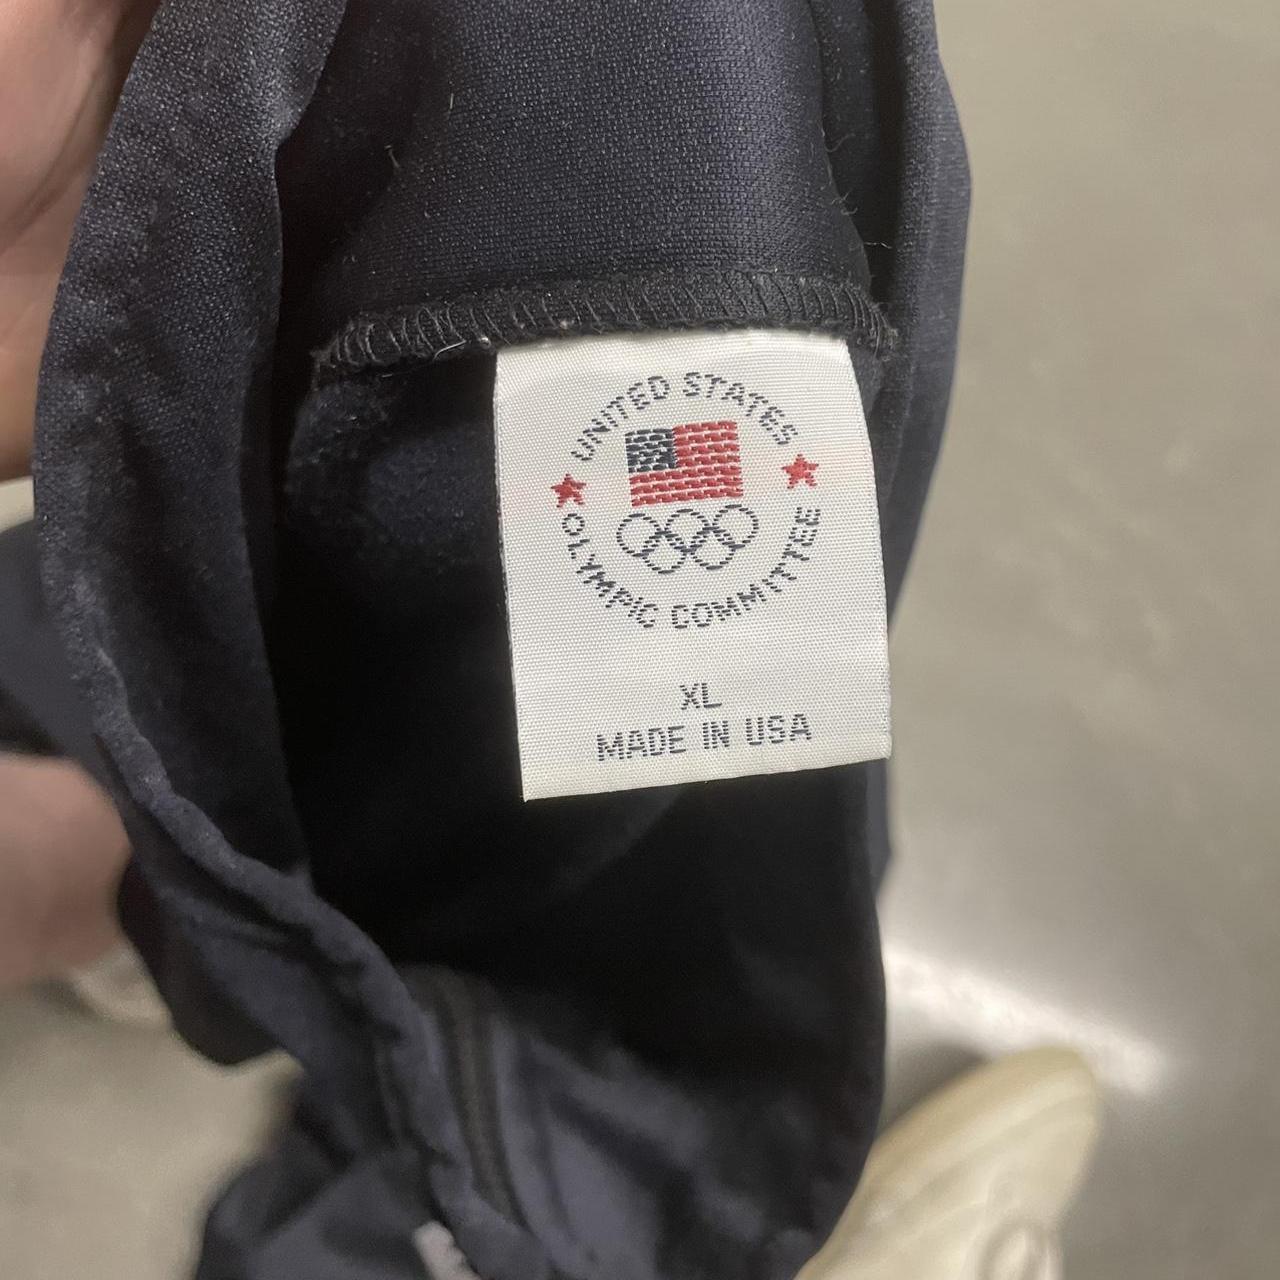 UNITED STATES
OLYMPIC COMMITTEE
XL
MADE IN USA